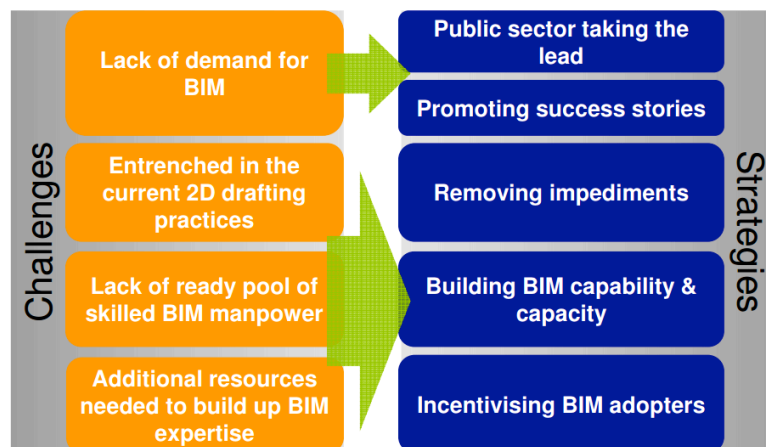 Challenges
Lack of demand for
BIM
Entrenched in the
current 2D drafting
practices
Lack of ready pool of
skilled BIM manpower
Additional resources
needed to build up BIM
expertise
Public sector taking the
lead
Promoting success stories
Removing impediments
Building BIM capability &
capacity
Incentivising BIM adopters
Strategies